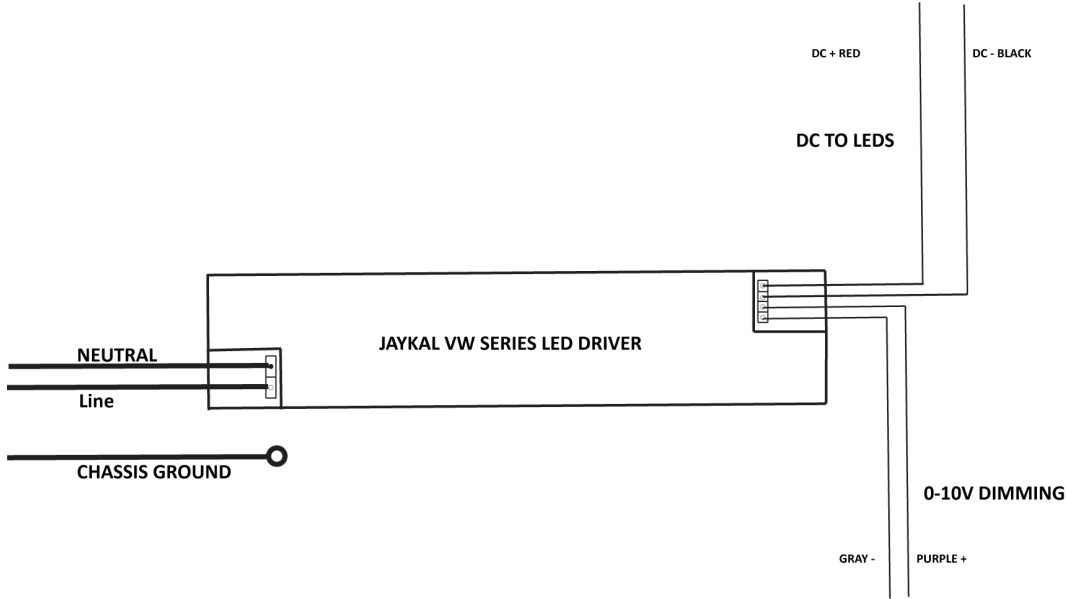 DC + RED
DC - BLACK
DC TO LEDS
JAYKAL VW SERIES LED DRIVER
NEUTRAL
Line
CHASSIS GROUND
0-10V DIMMING
GRAY -
PURPLE +